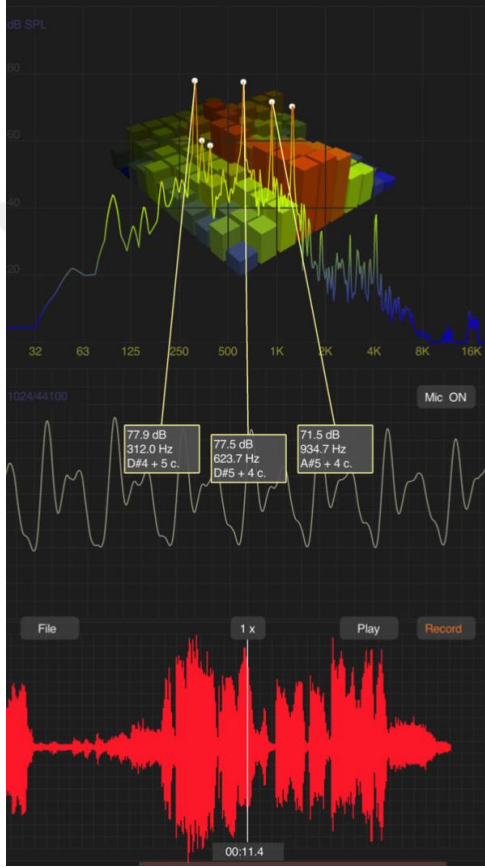 dB SPL
80
60
40
20
32 63 125 250 500 1K 2K 4K 8K 16K
1024/44100
Mic ON
77.9 dB
312.0 Hz
D#4 + 5 c.
77.5 dB
623.7 Hz
D#5 + 4 c.
71.5 dB
934.7 Hz
A#5 + 4 c.
File 1 x Play Record
00:11.4